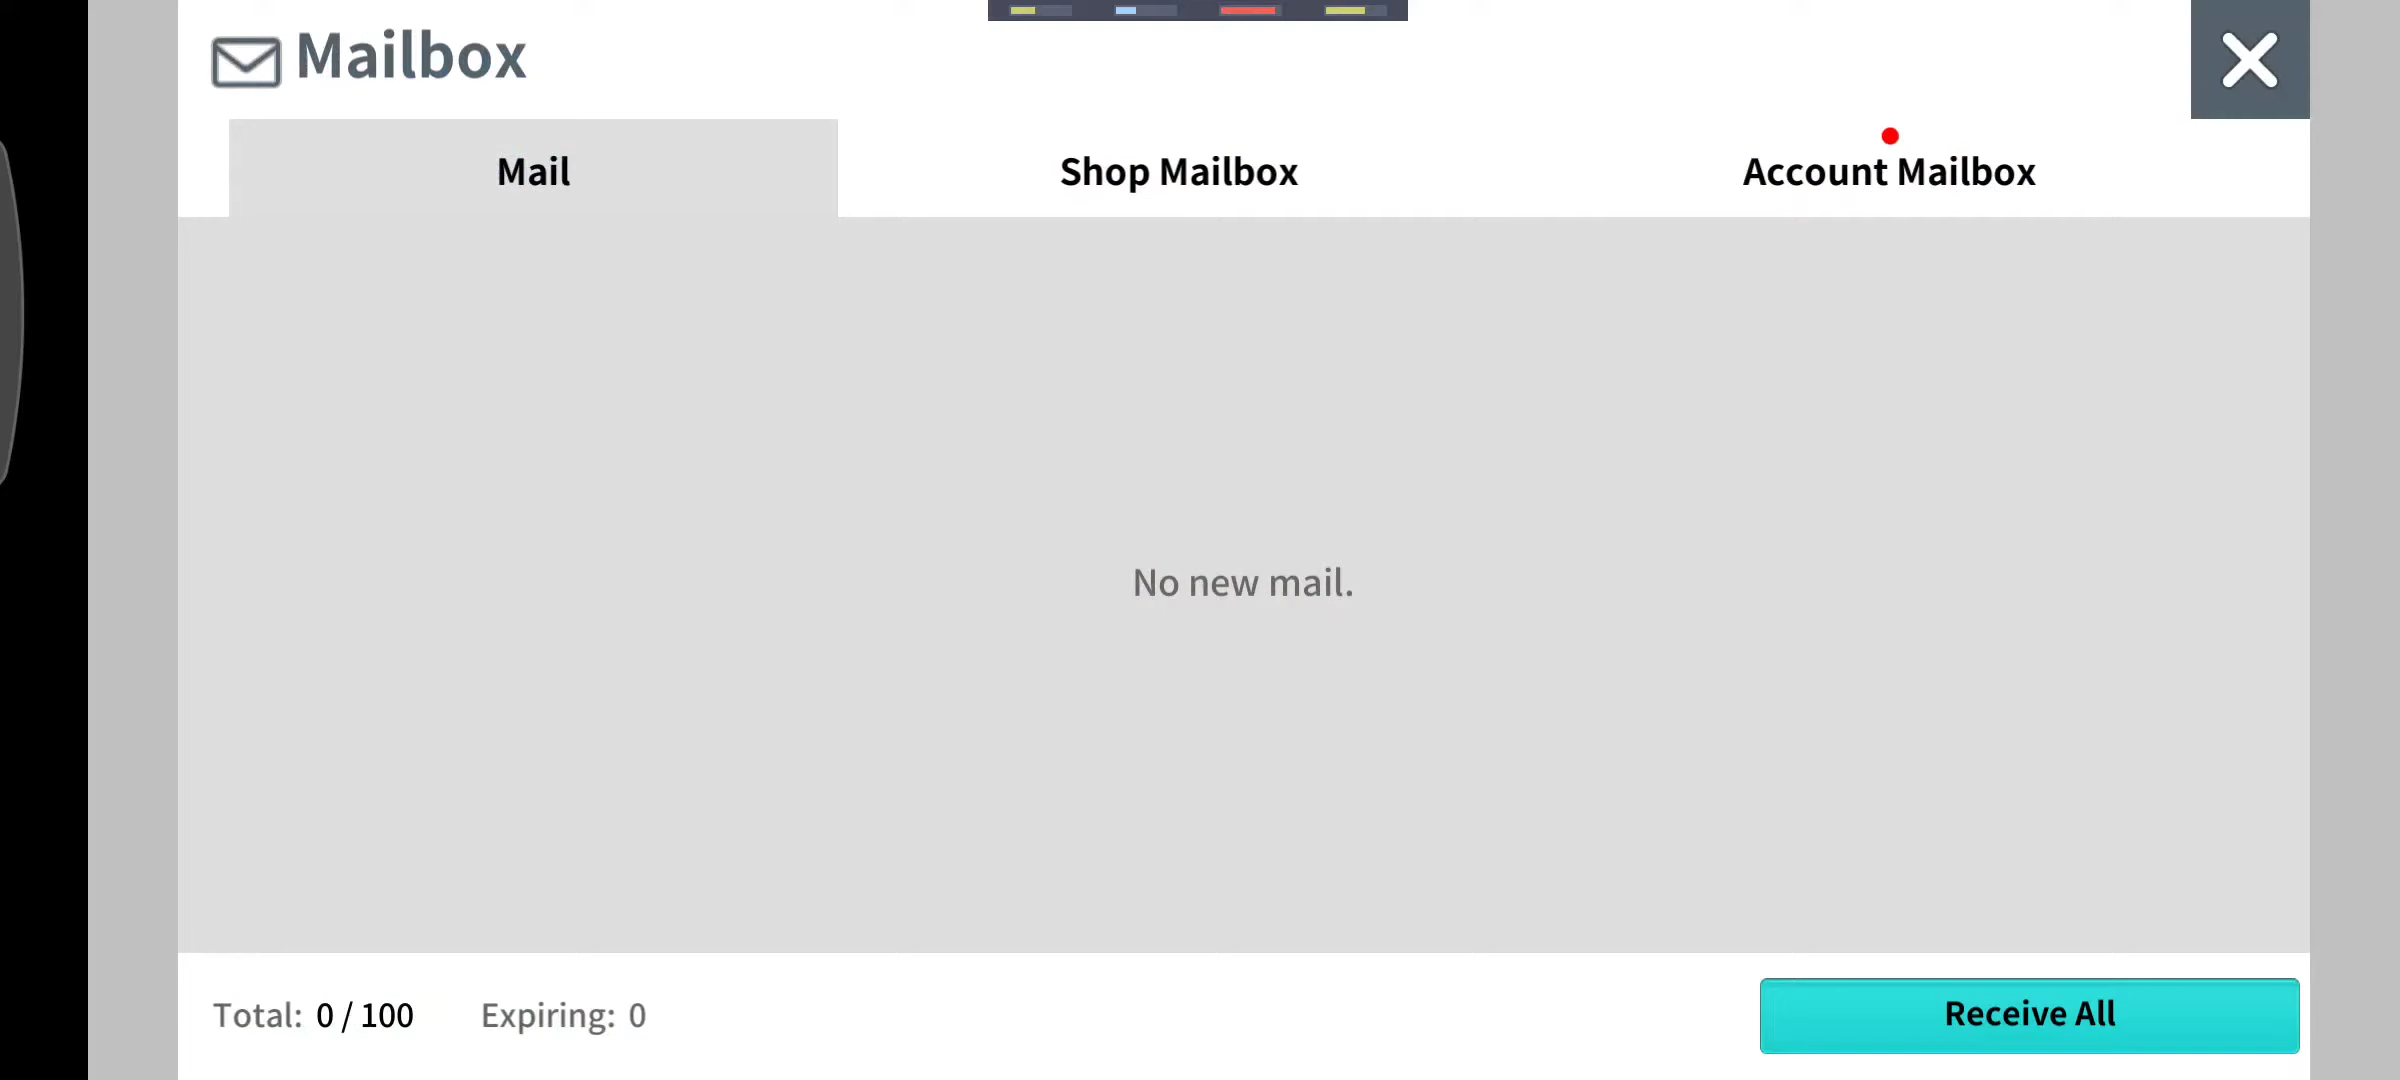 Mailbox
Mail
Shop Mailbox
Account Mailbox
No new mail.
Total: 0 / 100
Expiring: 0
Receive All